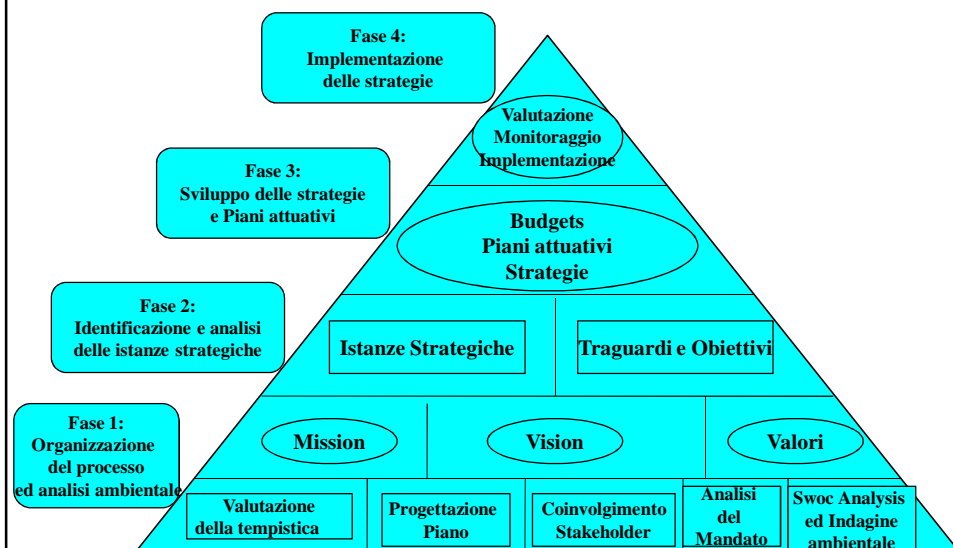 Fase 4:
Implementazione
delle strategie
Valutazione
Monitoraggio
Implementazione
Fase 3:
Sviluppo delle strategie
e Piani attuativi
Budgets
Piani attuativi
Strategie
Fase 2:
Identificazione e analisi
delle istanze strategiche
Istanze Strategiche
Traguardi e Obiettivi
Fase 1:
Organizzazione
del processo
ed analisi ambientale
Mission
Vision
Valori
Valutazione
della tempistica
Progettazione
Piano
Coinvolgimento
Stakeholder
Analisi
del
Mandato
Swoc Analysis
ed Indagine
ambientale